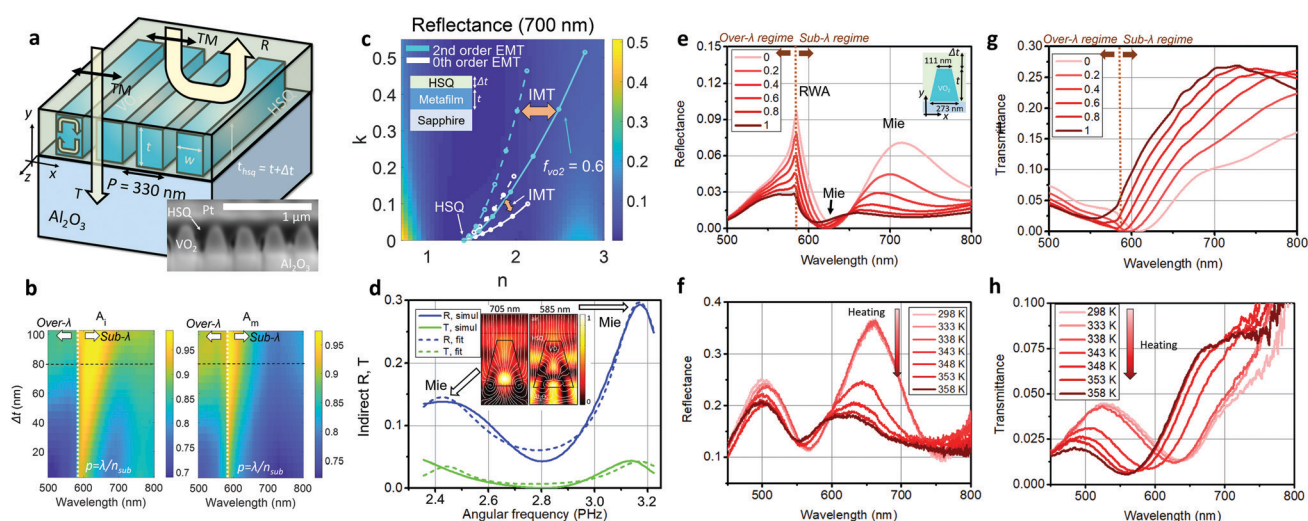 a
TM
R
TM
VO2
HSQ
y
z
x
t
w
t_hsq = t+Δt
P = 330 nm
T
Al2O3
HSQ
Pt
1 μm
VO2
Al2O3
b
Over-λ
Ai
Sub-λ
Over-λ
Am
Sub-λ
100
80
60
40
20
Δt (nm)
p=λ/n_sub
p=λ/n_sub
0.95
0.9
0.85
0.8
0.75
0.7
0.95
0.9
0.85
0.8
0.75
500 600 700 800
500 600 700 800
Wavelength (nm)
Wavelength (nm)
c
Reflectance (700 nm)
2nd order EMT
0th order EMT
HSQ
Δt
Metafilm
t
Sapphire
IMT
f_vo2 = 0.6
IMT
HSQ
k
0.5
0.4
0.3
0.2
0.1
0
1 2 3
n
0.5
0.4
0.3
0.2
0.1
0
d
R, simul
T, simul
R, fit
T, fit
705 nm
585 nm
1
0
Mie
Mie
Indirect R, T
0.3
0.2
0.1
0.0
2.4 2.6 2.8 3.0 3.2
Angular frequency (PHz)
e
Over-λ regime
Sub-λ regime
0
0.2
0.4
0.6
0.8
1
RWA
Mie
Mie
Δt
111 nm
t
VO2
273 nm
y
x
Reflectance
0.15
0.12
0.09
0.06
0.03
0.00
500 600 700 800
Wavelength (nm)
f
Heating
298 K
333 K
338 K
343 K
348 K
353 K
358 K
Reflectance
0.4
0.3
0.2
0.1
500 600 700 800
Wavelength (nm)
g
Over-λ regime
Sub-λ regime
0
0.2
0.4
0.6
0.8
1
Transmittance
0.30
0.25
0.20
0.15
0.10
0.05
0.00
500 600 700 800
Wavelength (nm)
h
298 K
333 K
338 K
343 K
348 K
353 K
358 K
Heating
Transmittance
0.100
0.075
0.050
0.025
0.000
500 600 700 800
Wavelength (nm)